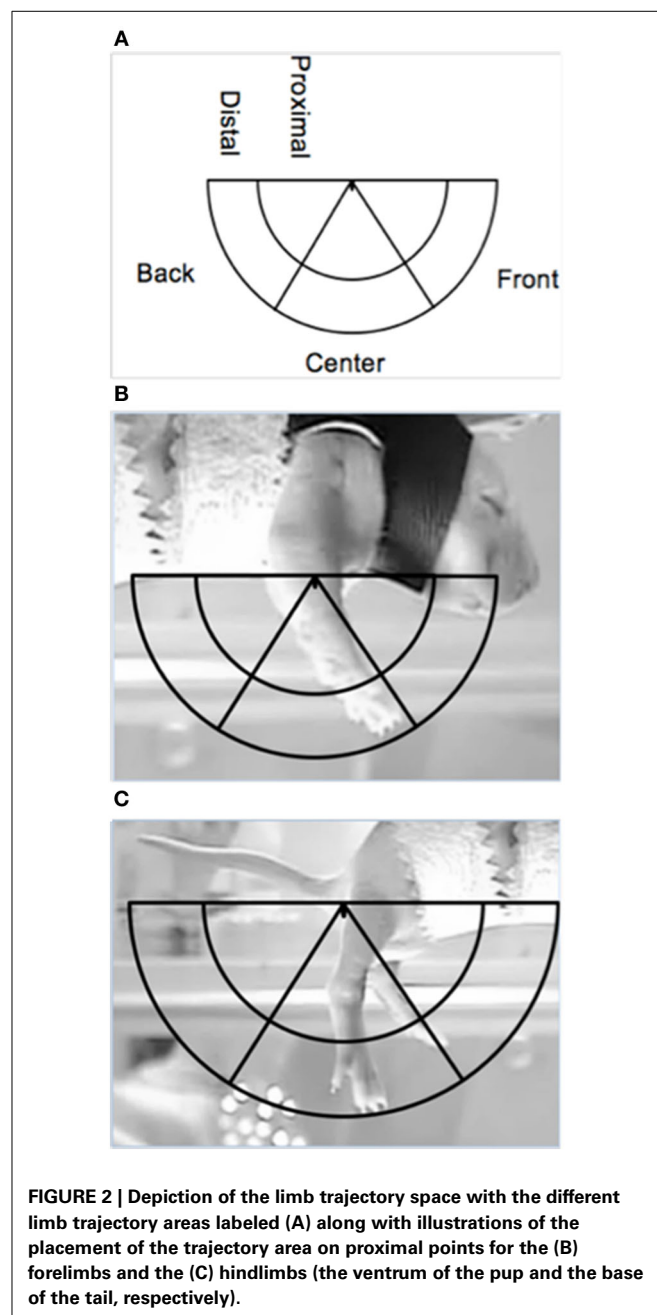 A
Distal
Proximal
Back
Front
Center
B
C
FIGURE 2 | Depiction of the limb trajectory space with the different
limb trajectory areas labeled (A) along with illustrations of the
placement of the trajectory area on proximal points for the (B)
forelimbs and the (C) hindlimbs (the ventrum of the pup and the base
of the tail, respectively).